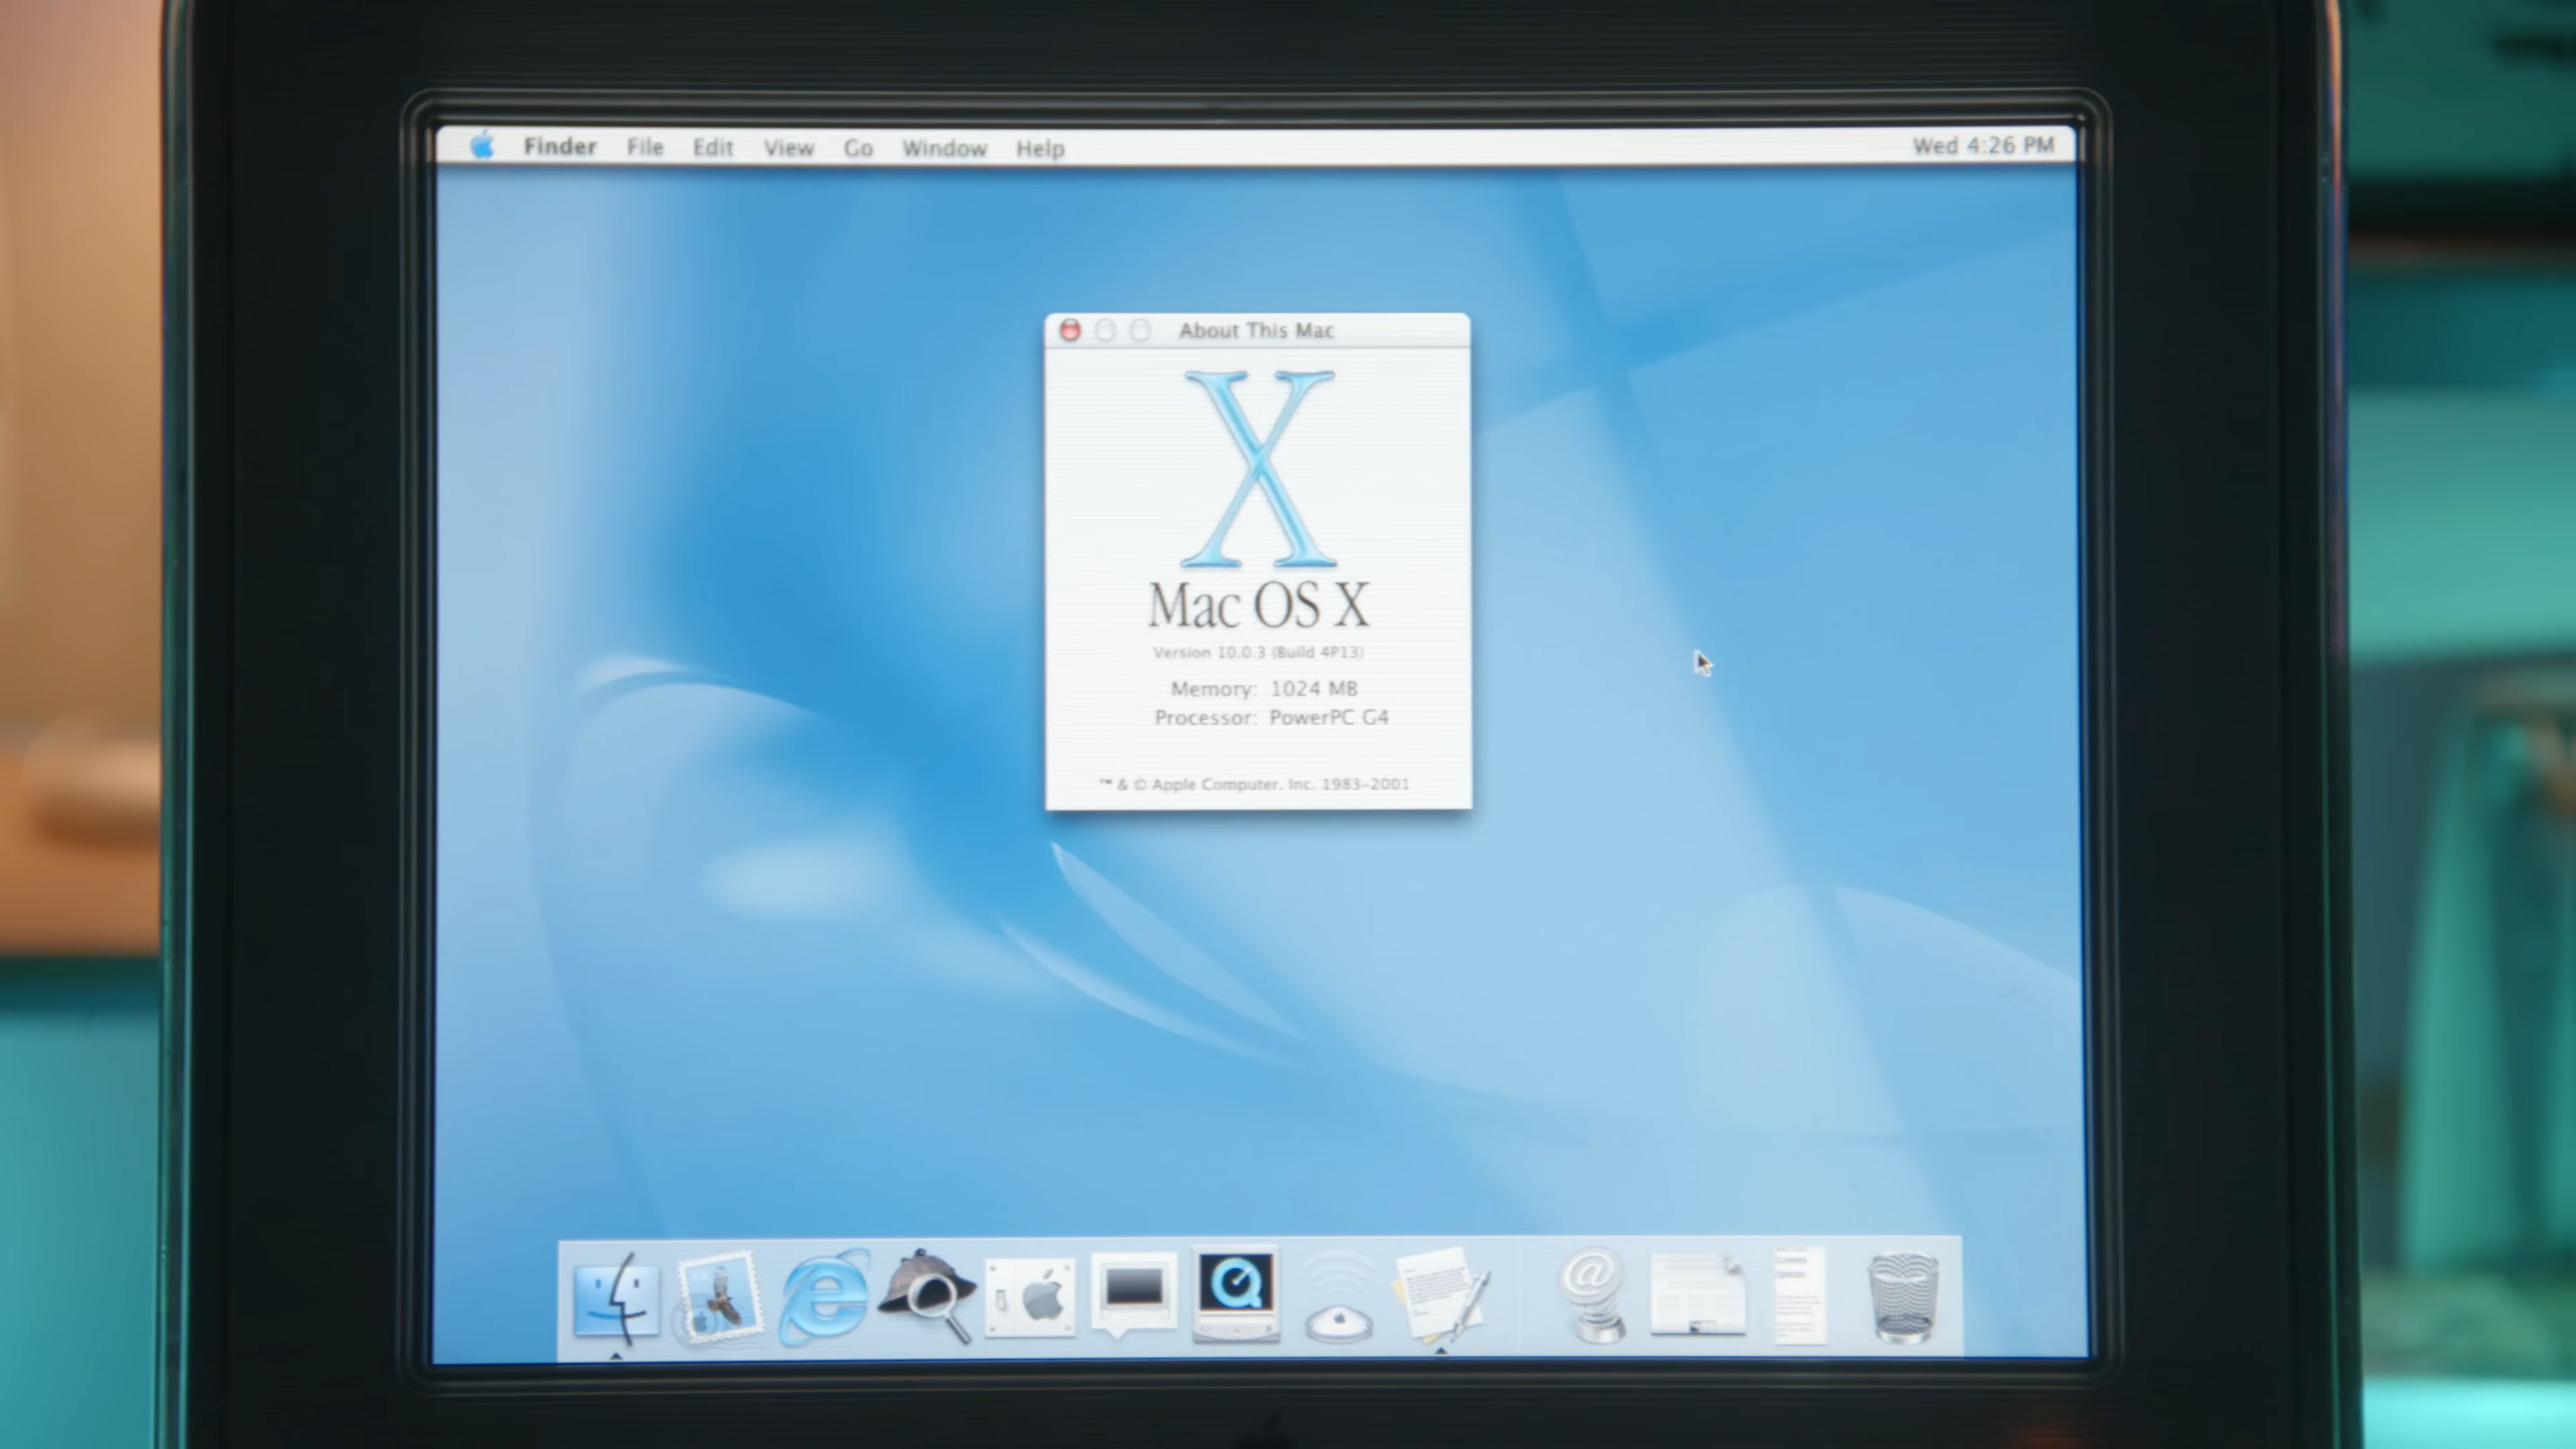 Finder File Edit View Go Window Help Wed 4:26 PM
About This Mac
X
Mac OS X
Version 10.0.3 (Build 4P13)
Memory: 1024 MB
Processor: PowerPC G4
™ & © Apple Computer, Inc. 1983-2001
@